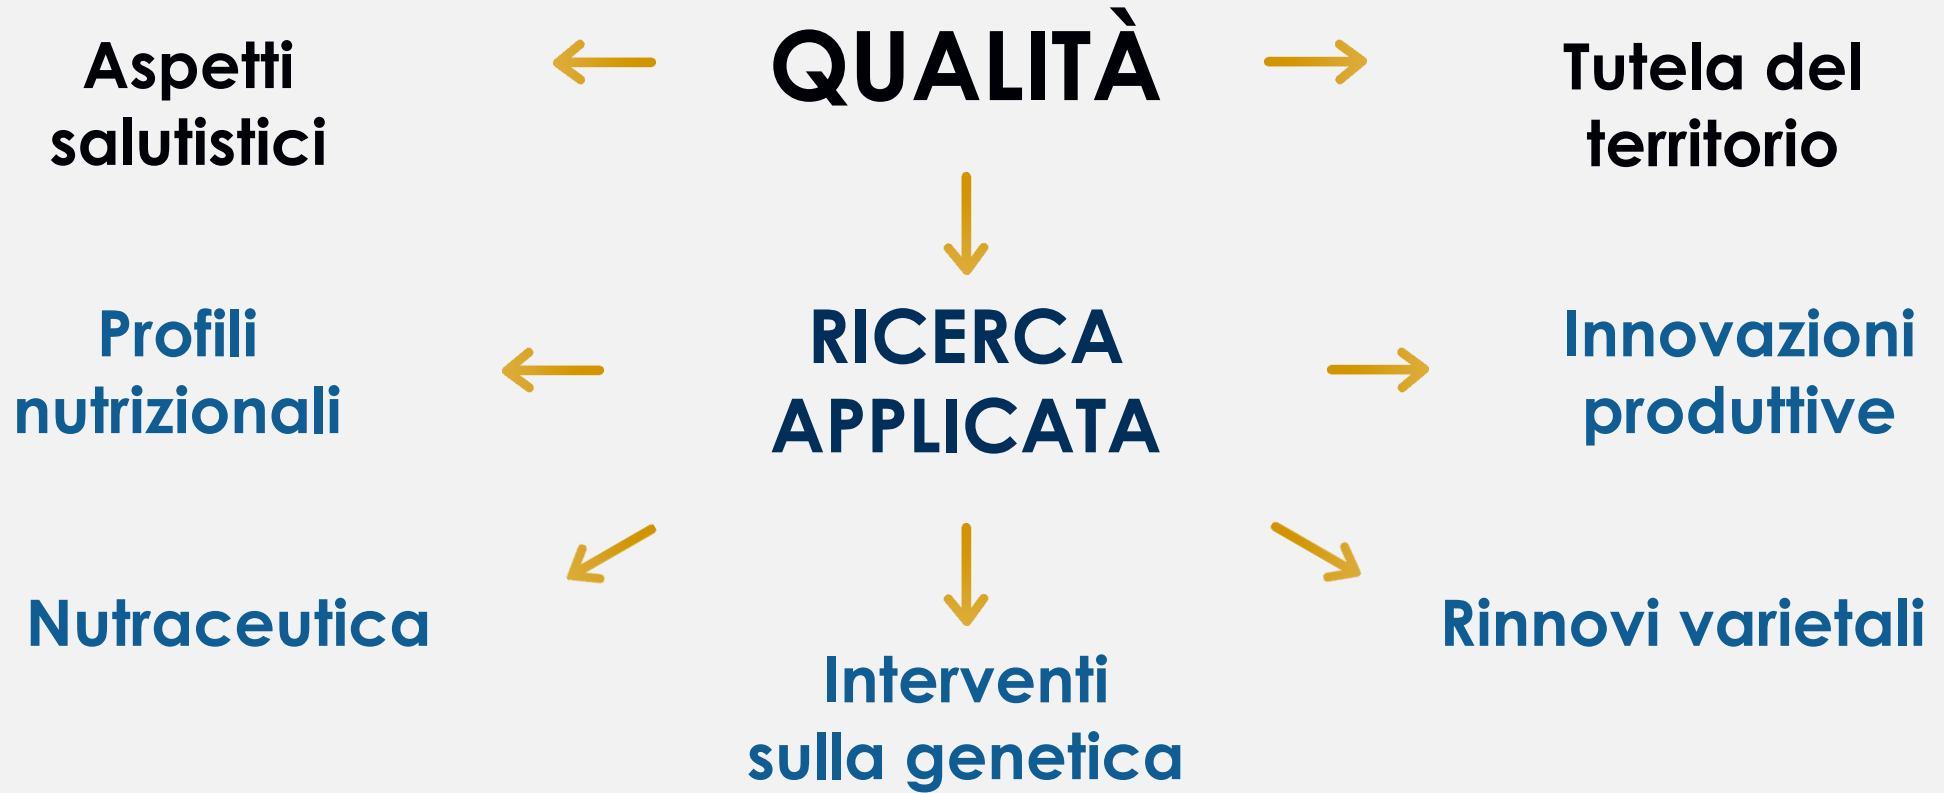 Aspetti
salutistici
QUALITÀ
Tutela del
territorio
Profili
nutrizionali
RICERCA
APPLICATA
Innovazioni
produttive
Nutraceutica
Interventi
sulla genetica
Rinnovi varietali